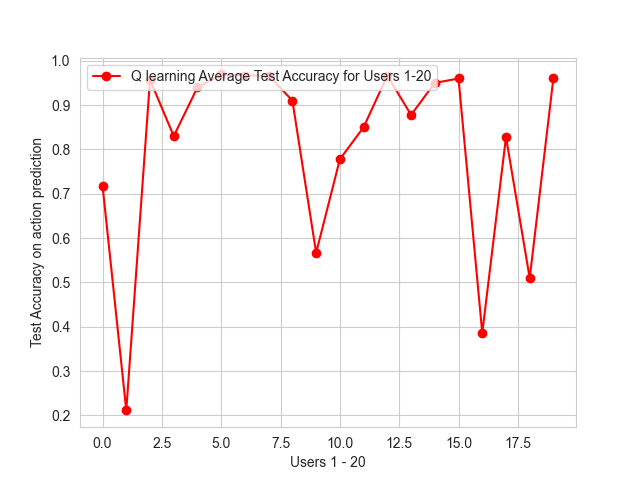 Q learning Average Test Accuracy for Users 1-20
1.0
0.9
0.8
0.7
0.6
0.5
0.4
0.3
0.2
Test Accuracy on action prediction
0.0 2.5 5.0 7.5 10.0 12.5 15.0 17.5
Users 1 - 20